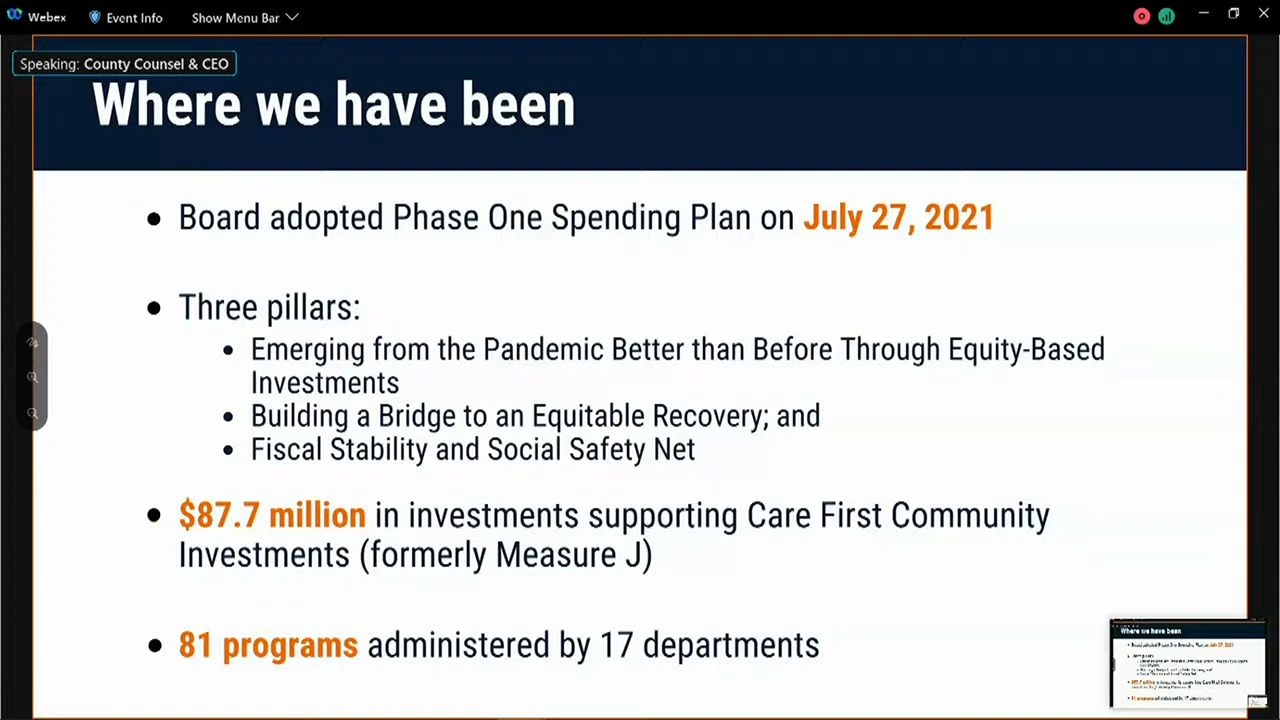 Webex Event Info Show Menu Bar
Speaking: County Counsel & CEO
Where we have been
• Board adopted Phase One Spending Plan on July 27, 2021
• Three pillars:
• Emerging from the Pandemic Better than Before Through Equity-Based
Investments
• Building a Bridge to an Equitable Recovery; and
• Fiscal Stability and Social Safety Net
• $87.7 million in investments supporting Care First Community
Investments (formerly Measure J)
• 81 programs administered by 17 departments
Where we have been